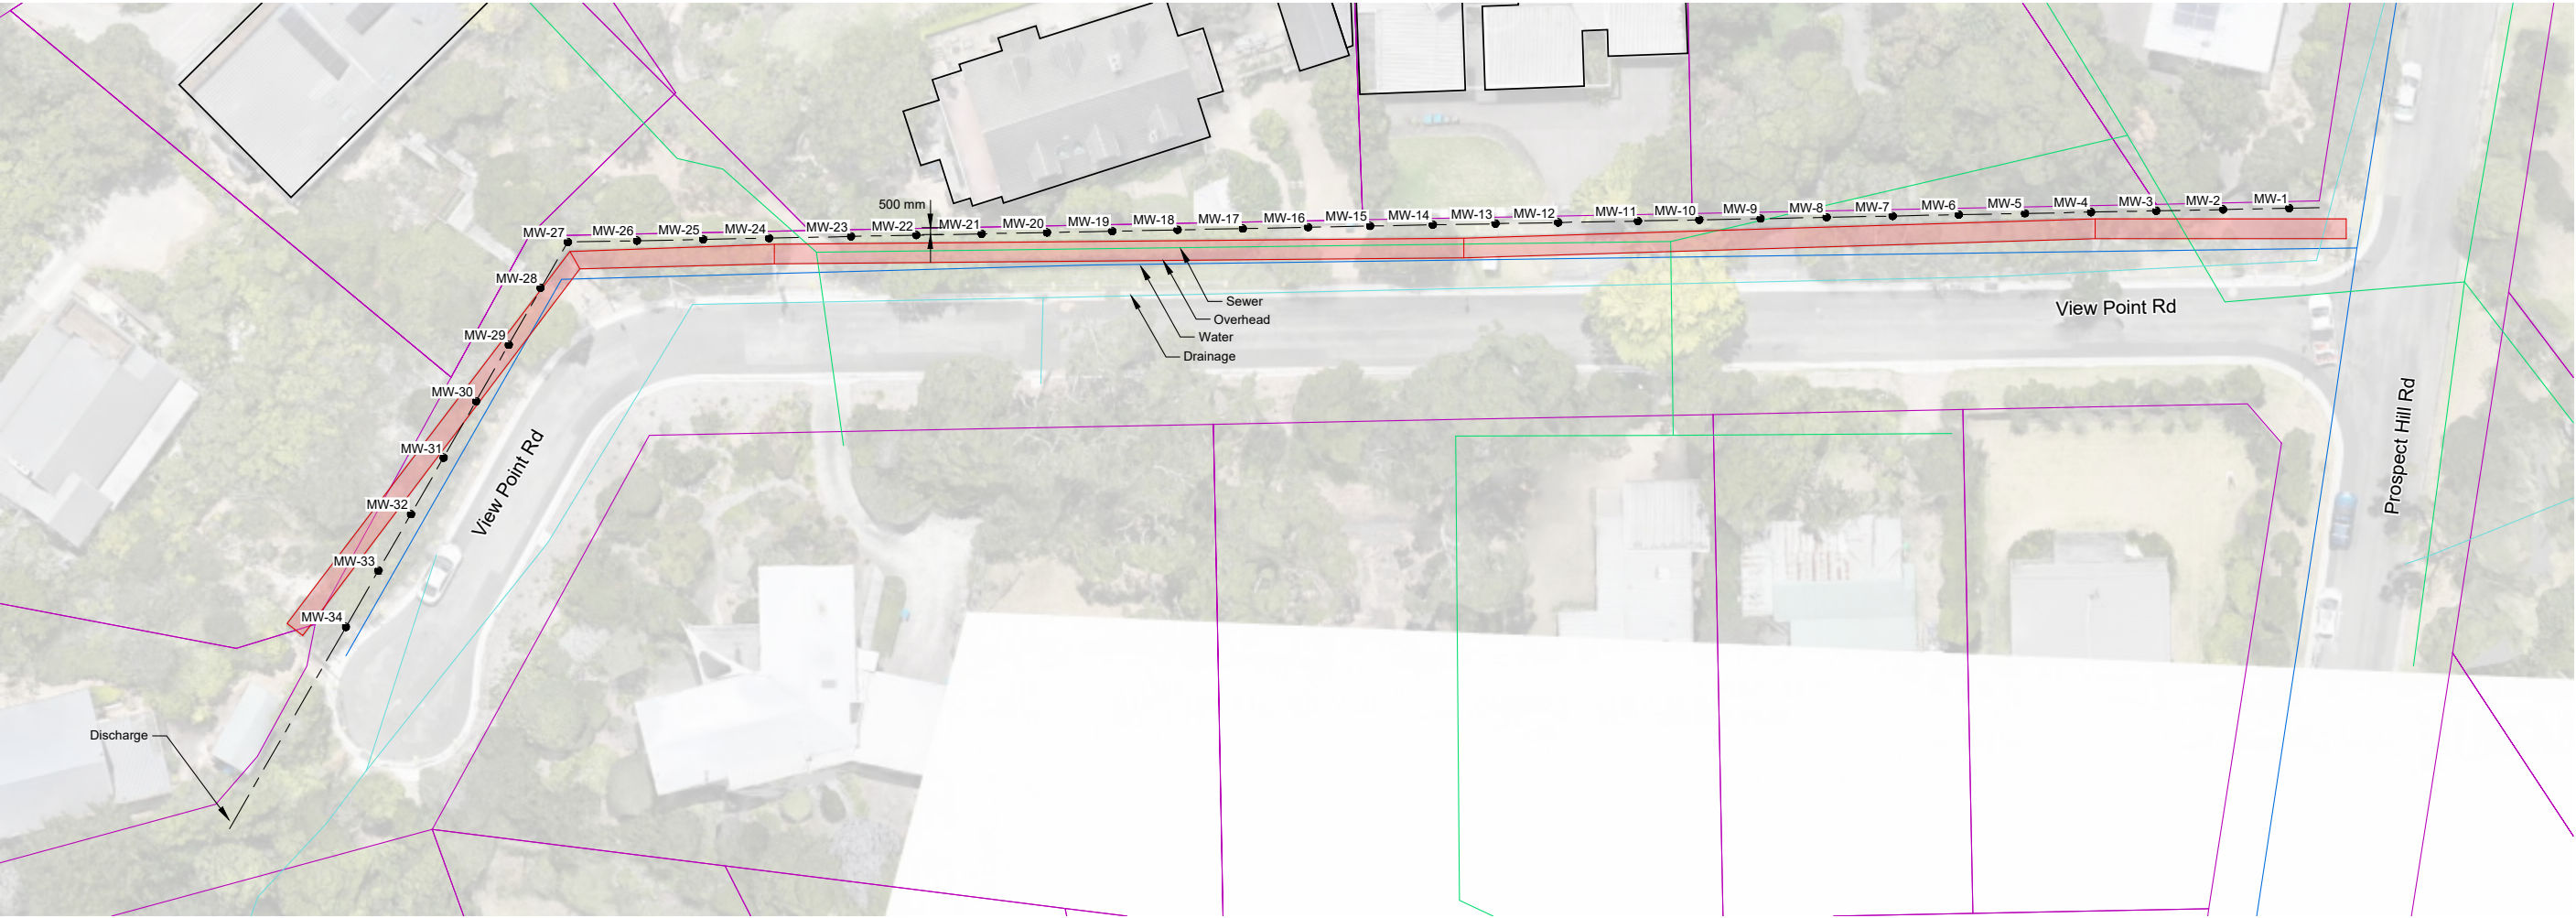 500 mm
MW-27
MW-26
MW-25
MW-24
MW-23
MW-22
MW-21
MW-20
MW-19
MW-18
MW-17
MW-16
MW-15
MW-14
MW-13
MW-12
MW-11
MW-10
MW-9
MW-8
MW-7
MW-6
MW-5
MW-4
MW-3
MW-2
MW-1
MW-28
MW-29
MW-30
MW-31
MW-32
MW-33
MW-34
Sewer
Overhead
Water
Drainage
View Point Rd
View Point Rd
Prospect Hill Rd
Discharge